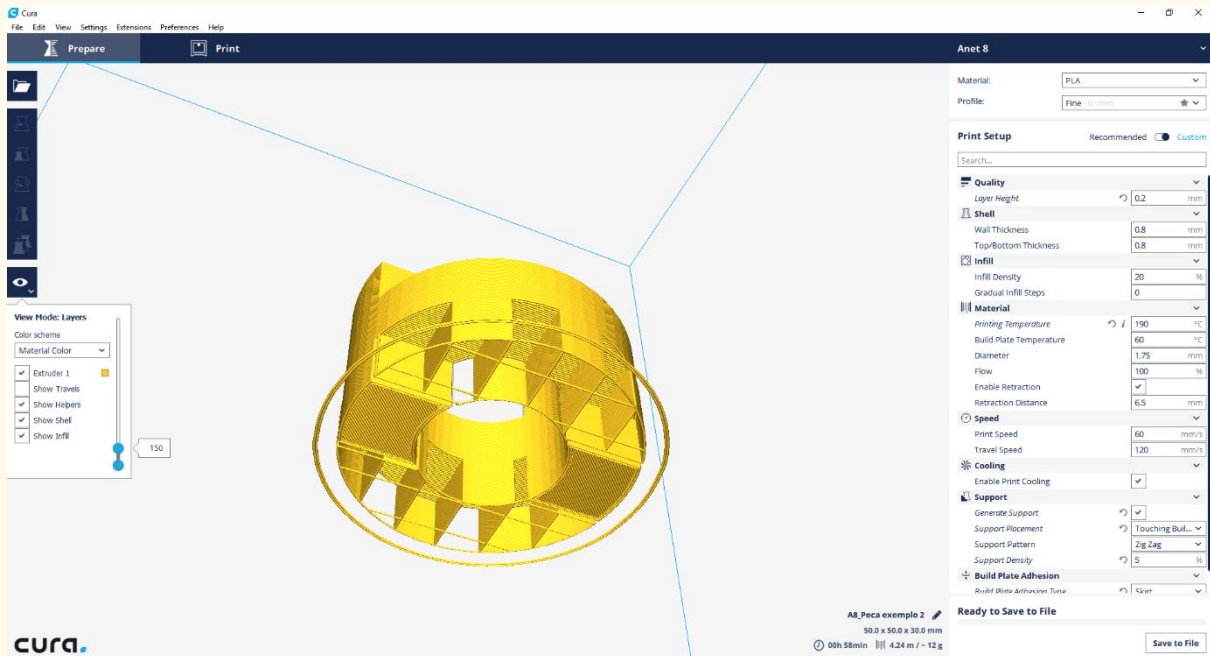 Cura
File Edit View Settings Extensions Preferences Help
Prepare Print Anet 8
Material: PLA
Profile: Fine 0.1mm
Print Setup Recommended Custom
Search...
Quality
Layer Height 0.2 mm
Shell
Wall Thickness 0.8 mm
Top/Bottom Thickness 0.8 mm
Infill
Infill Density 20 %
Gradual Infill Steps 0
Material
Printing Temperature i 190 °C
Build Plate Temperature 60 °C
Diameter 1.75 mm
Flow 100 %
Enable Retraction
Retraction Distance 6.5 mm
Speed
Print Speed 60 mm/s
Travel Speed 120 mm/s
Cooling
Enable Print Cooling
Support
Generate Support
Support Placement Touching Buil...
Support Pattern Zig Zag
Support Density 5 %
Build Plate Adhesion
Build Plate Adhesion Type Skirt
View Mode: Layers
Color scheme
Material Color
Extruder 1
Show Travels
Show Helpers
Show Shell
Show Infill
150
A8_Peca exemplo 2
50.0 x 50.0 x 30.0 mm
00h 58min 4.24 m / ~ 12 g
Ready to Save to File
Save to File
cura.